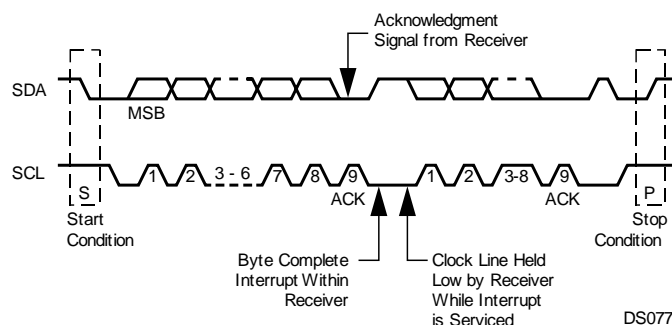 Acknowledgment
Signal from Receiver
SDA
MSB
SCL
1 2 3 - 6 7 8 9 1 2 3-8 9
S ACK ACK P
Start
Condition
Stop
Condition
Byte Complete
Interrupt Within
Receiver
Clock Line Held
Low by Receiver
While Interrupt
is Serviced
DS077